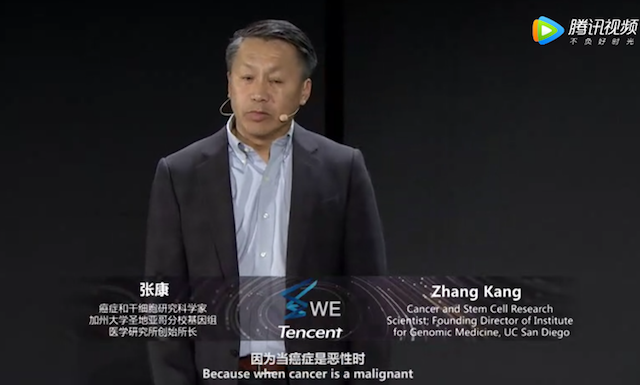 腾讯视频
不负好时光
张康
癌症和干细胞研究科学家
加州大学圣地亚哥分校基因组
医学研究所创始所长
WE
Tencent
Zhang Kang
Cancer and Stem Cell Research
Scientist; Founding Director of Institute
for Genomic Medicine, UC San Diego
因为当癌症是恶性时
Because when cancer is a malignant